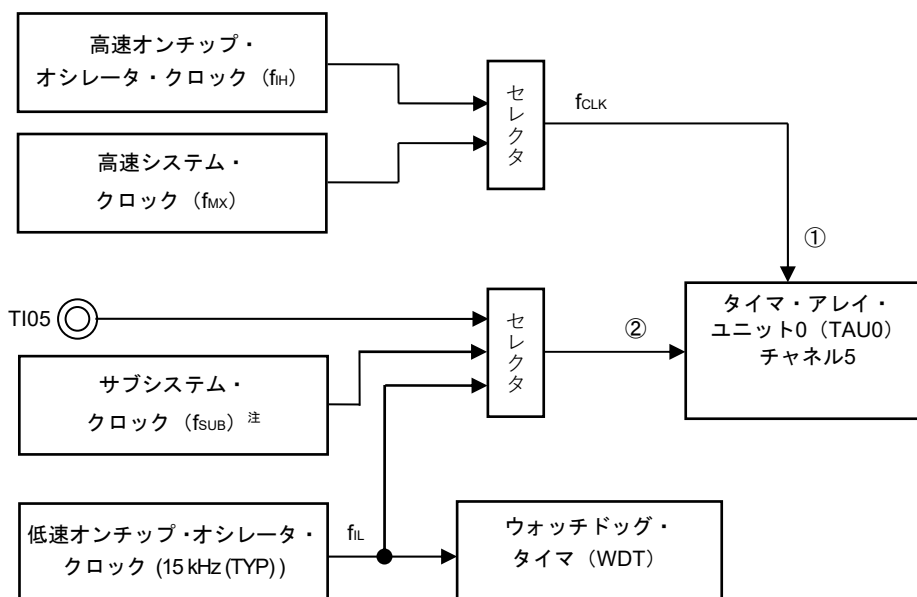 高速オンチップ・
オシレータ・クロック（fIH）
セレクタ
fCLK
高速システム・
クロック（fMX）
①
TI05
セレクタ
②
タイマ・アレイ・
ユニット0（TAU0）
チャネル5
サブシステム・
クロック（fSUB）注
低速オンチップ・オシレータ・
クロック (15 kHz (TYP) )
fIL
ウォッチドッグ・
タイマ（WDT）